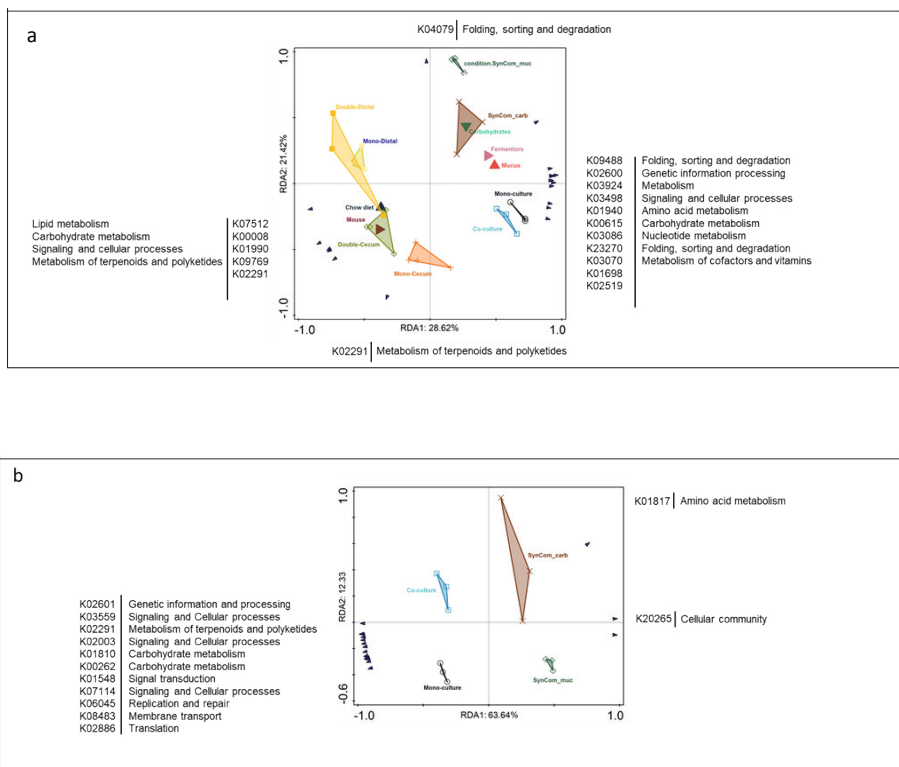 a
K04079 Folding, sorting and degradation
1.0
condition.SynCom_muc
Double-Distal
SynCom_carb
Carbohydrates
Mono-Distal
Fermentors
Mucus
RDA2: 21.42%
Mono-culture
Chow diet
Mouse
Co-culture
Double-Cecum
Mono-Cecum
-1.0
-1.0 RDA1: 28.62% 1.0
Lipid metabolism K07512
Carbohydrate metabolism K00008
Signaling and cellular processes K01990
Metabolism of terpenoids and polyketides K09769
K02291
K09488 Folding, sorting and degradation
K02600 Genetic information processing
K03924 Metabolism
K03498 Signaling and cellular processes
K01940 Amino acid metabolism
K00615 Carbohydrate metabolism
K03086 Nucleotide metabolism
K23270 Folding, sorting and degradation
K03070 Metabolism of cofactors and vitamins
K01698
K02519
K02291 Metabolism of terpenoids and polyketides
b
1.0
K01817 Amino acid metabolism
SynCom_carb
Co-culture
RDA2: 12.33
K20265 Cellular community
K02601 Genetic information and processing
K03559 Signaling and Cellular processes
K02291 Metabolism of terpenoids and polyketides
K02003 Signaling and Cellular processes
K01810 Carbohydrate metabolism
K00262 Carbohydrate metabolism
K01548 Signal transduction
K07114 Signaling and Cellular processes
K06045 Replication and repair
K08483 Membrane transport
K02886 Translation
Mono-culture
SynCom_muc
-0.6
-1.0 RDA1: 63.64% 1.0